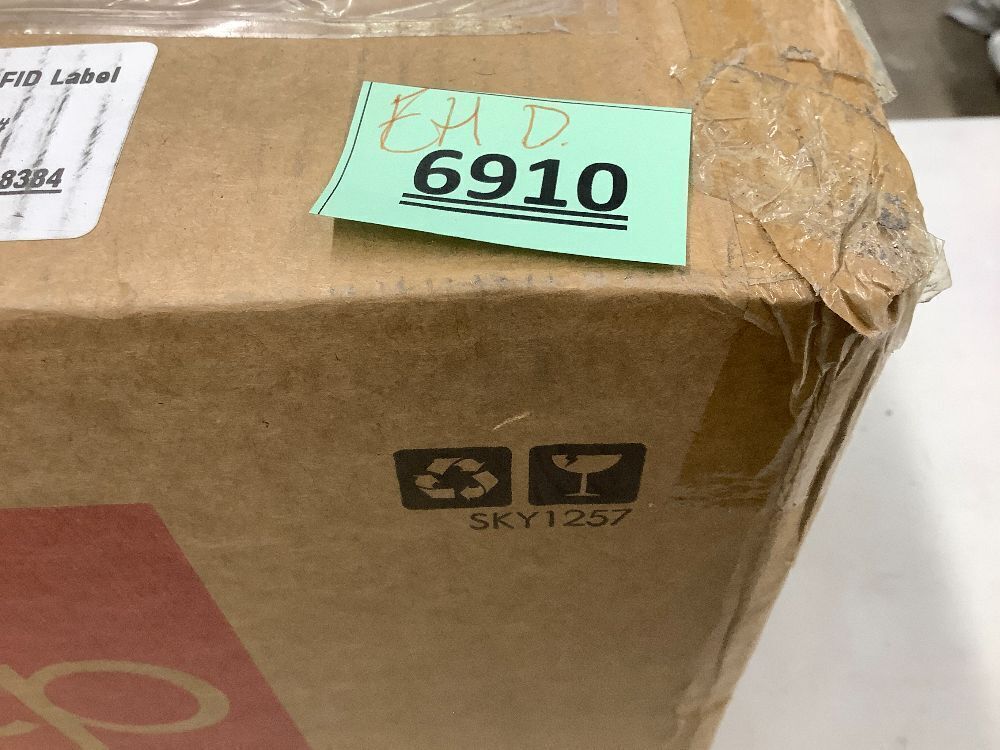 FID Label
#
8384
EH D.
6910
SKY1257